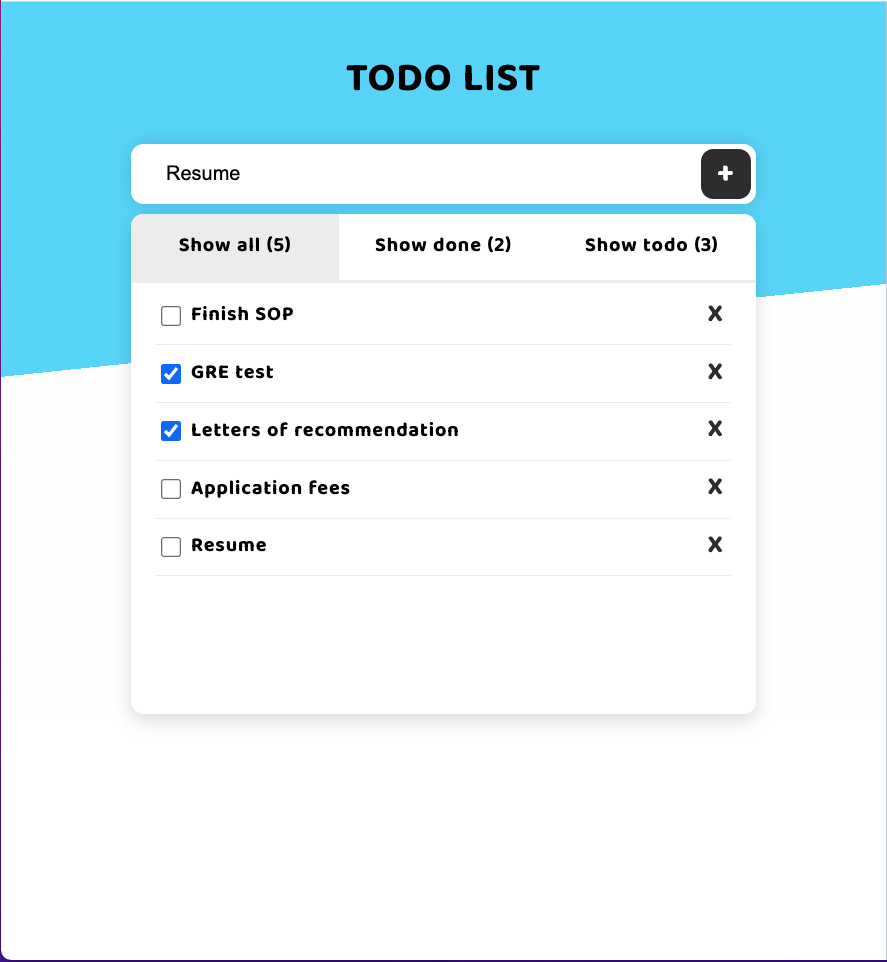 TODO LIST
Resume +
Show all (5) Show done (2) Show todo (3)
Finish SOP X
GRE test X
Letters of recommendation X
Application fees X
Resume X